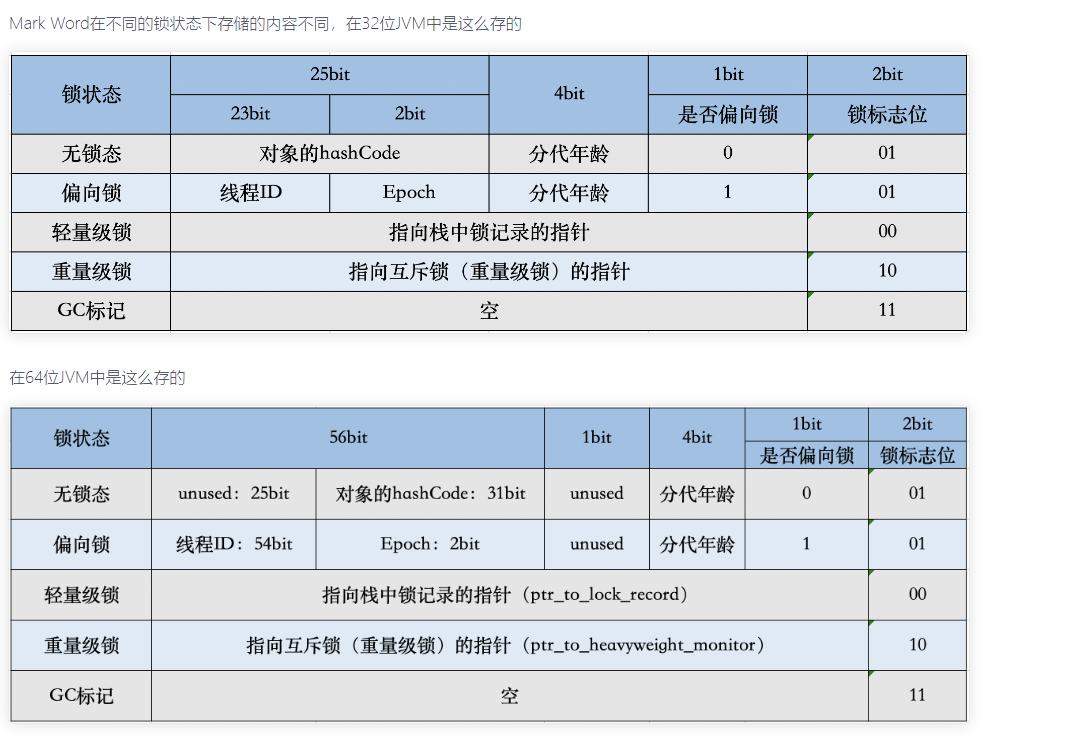 Mark Word在不同的锁状态下存储的内容不同，在32位JVM中是这么存的
锁状态 25bit 4bit 1bit 2bit
23bit 2bit 是否偏向锁 锁标志位
无锁态 对象的hashCode 分代年龄 0 01
偏向锁 线程ID Epoch 分代年龄 1 01
轻量级锁 指向栈中锁记录的指针 00
重量级锁 指向互斥锁（重量级锁）的指针 10
GC标记 空 11
在64位JVM中是这么存的
锁状态 56bit 1bit 4bit 1bit 2bit
是否偏向锁 锁标志位
无锁态 unused：25bit 对象的hashCode：31bit unused 分代年龄 0 01
偏向锁 线程ID：54bit Epoch：2bit unused 分代年龄 1 01
轻量级锁 指向栈中锁记录的指针（ptr_to_lock_record） 00
重量级锁 指向互斥锁（重量级锁）的指针（ptr_to_heavyweight_monitor） 10
GC标记 空 11